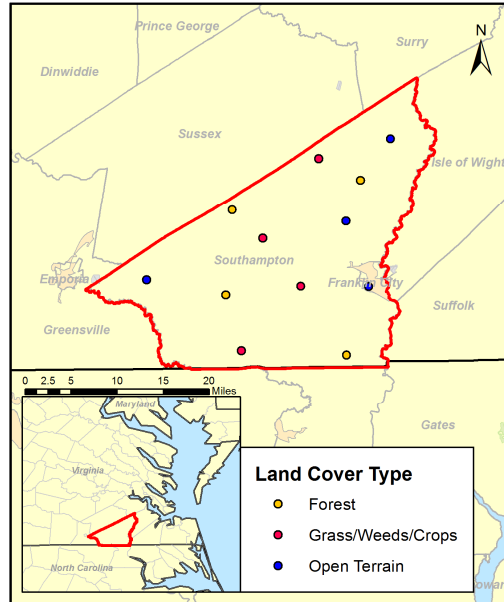 Prince George
Surry
N
Dinwiddie
Sussex
Isle of Wight
Southampton
Emporia
Franklin City
Suffolk
Greensville
0 2.5 5 10 15 20
Miles
Gates
Maryland
Virginia
North Carolina
Land Cover Type
Forest
Grass/Weeds/Crops
Open Terrain